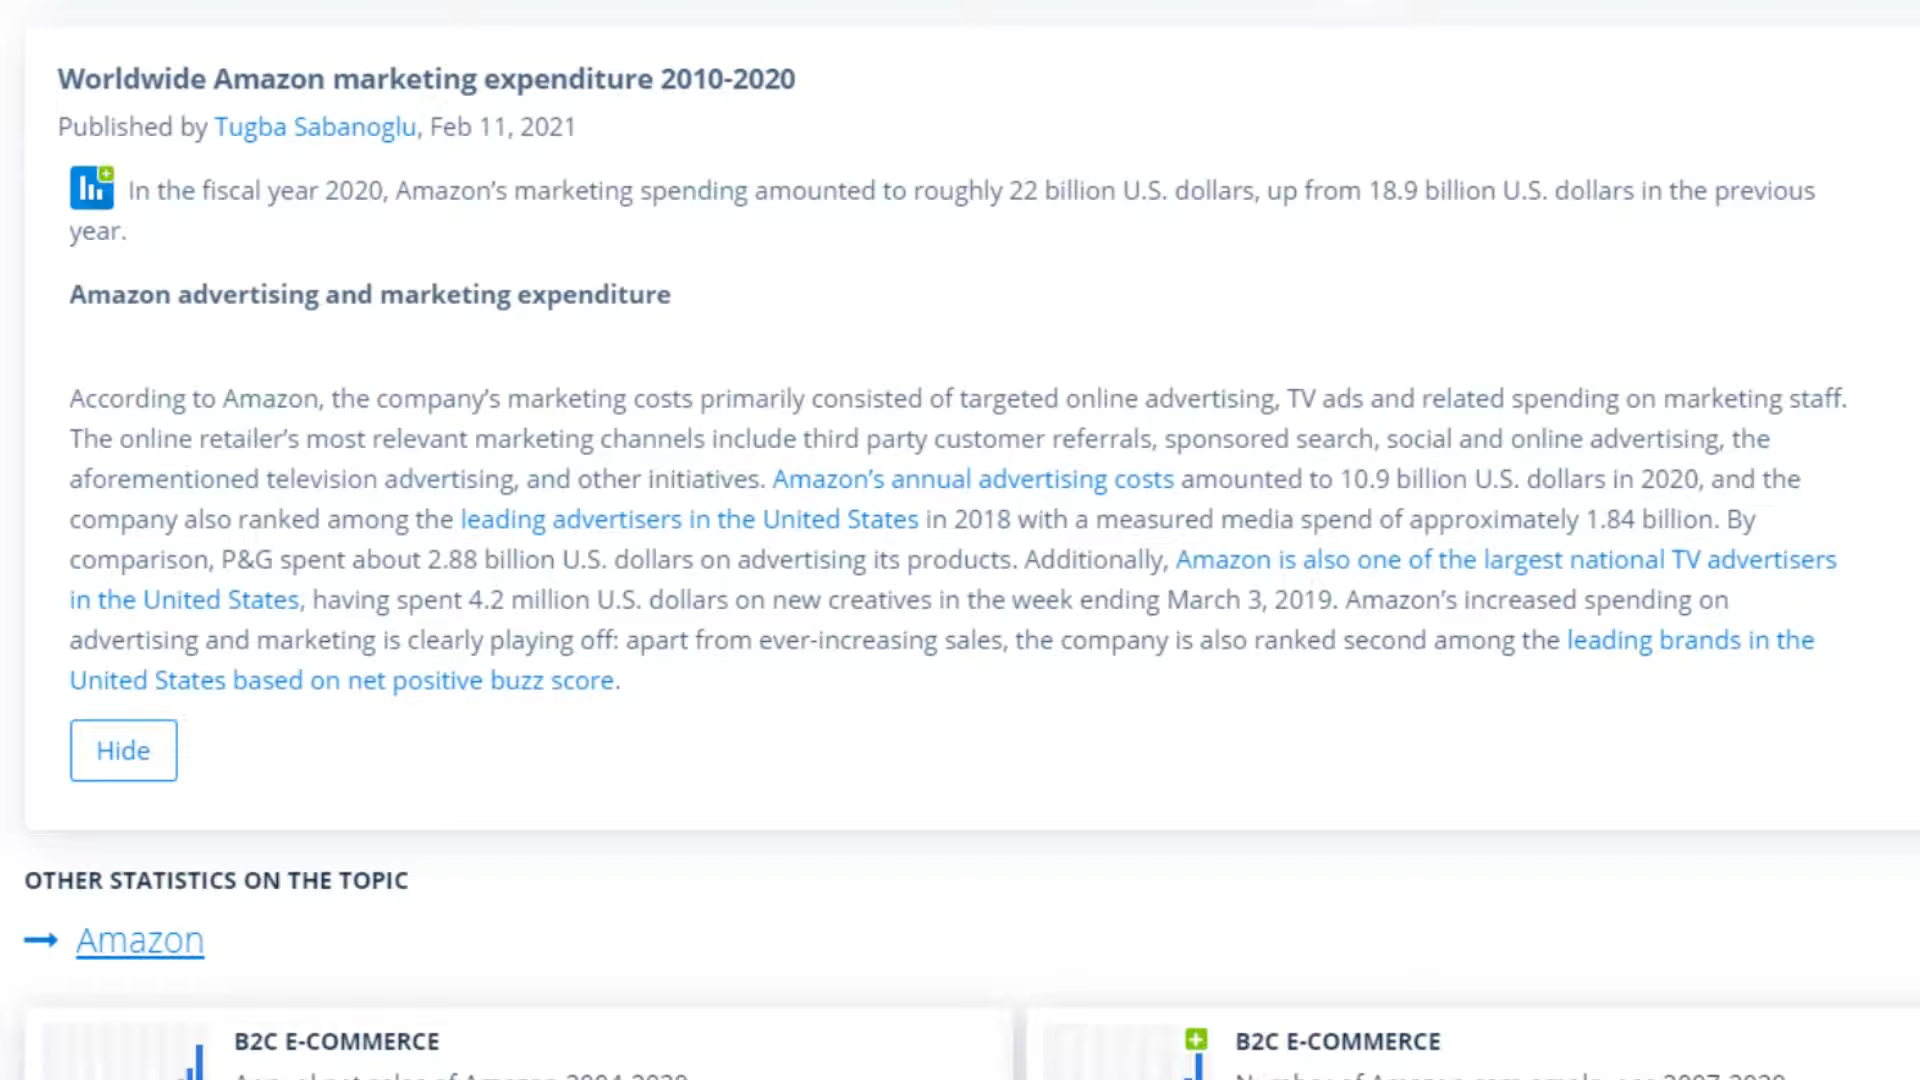 Worldwide Amazon marketing expenditure 2010-2020
Published by Tugba Sabanoglu, Feb 11, 2021
In the fiscal year 2020, Amazon’s marketing spending amounted to roughly 22 billion U.S. dollars, up from 18.9 billion U.S. dollars in the previous
year.
Amazon advertising and marketing expenditure
According to Amazon, the company’s marketing costs primarily consisted of targeted online advertising, TV ads and related spending on marketing staff.
The online retailer’s most relevant marketing channels include third party customer referrals, sponsored search, social and online advertising, the
aforementioned television advertising, and other initiatives. Amazon’s annual advertising costs amounted to 10.9 billion U.S. dollars in 2020, and the
company also ranked among the leading advertisers in the United States in 2018 with a measured media spend of approximately 1.84 billion. By
comparison, P&G spent about 2.88 billion U.S. dollars on advertising its products. Additionally, Amazon is also one of the largest national TV advertisers
in the United States, having spent 4.2 million U.S. dollars on new creatives in the week ending March 3, 2019. Amazon’s increased spending on
advertising and marketing is clearly playing off: apart from ever-increasing sales, the company is also ranked second among the leading brands in the
United States based on net positive buzz score.
Hide
OTHER STATISTICS ON THE TOPIC
Amazon
B2C E-COMMERCE
B2C E-COMMERCE